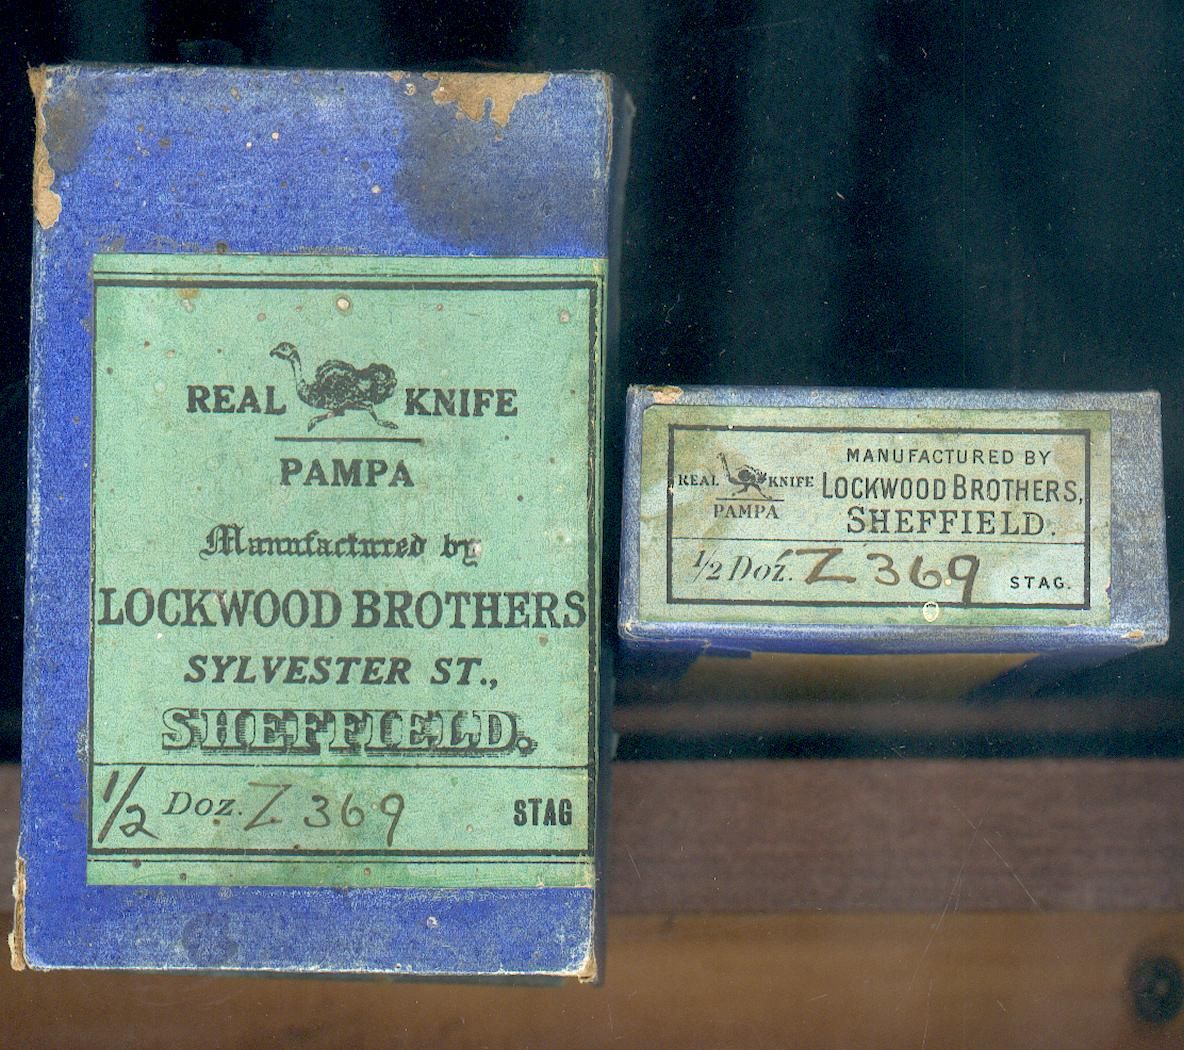 REAL KNIFE
PAMPA
Manufactured by
LOCKWOOD BROTHERS
SYLVESTER ST.,
SHEFFIELD.
1/2 Doz. Z 369 STAG
MANUFACTURED BY
REAL KNIFE LOCKWOOD BROTHERS,
PAMPA SHEFFIELD.
1/2 Doz. Z 369 STAG.